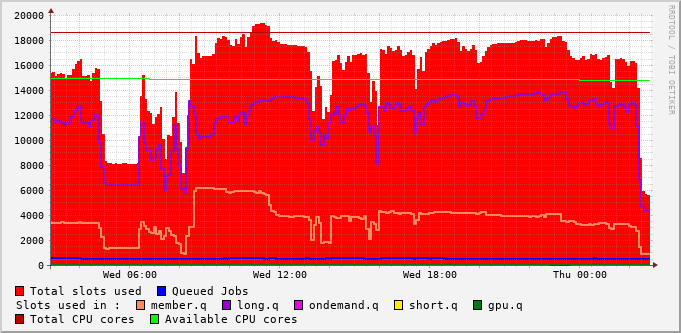 20000
18000
16000
14000
12000
10000
8000
6000
4000
2000
0
Wed 06:00 Wed 12:00 Wed 18:00 Thu 00:00
RRDTOOL / TOBI OETIKER
Total slots used Queued Jobs
Slots used in : member.q long.q ondemand.q short.q gpu.q
Total CPU cores Available CPU cores